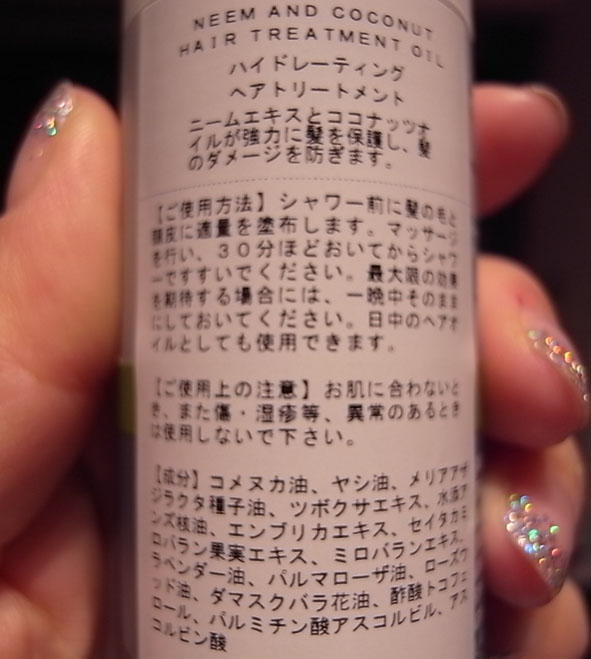 NEEM AND COCONUT
HAIR TREATMENT OIL
ハイドレーティング
ヘアトリートメント
ニームエキスとココナッツオ
イルが強力に髪を保護し、髪
のダメージを防ぎます。
【ご使用方法】シャワー前に髪の毛と
頭皮に適量を塗布します。マッサージ
を行い、30分ほどおいてからシャワ
ーですすいでください。最大限の効果
を期待する場合には、一晩中そのまま
にしておいてください。日中のヘアオ
イルとしても使用できます。
【ご使用上の注意】お肌に合わないと
き、また傷・湿疹等、異常のあるとき
は使用しないで下さい。
【成分】コメヌカ油、ヤシ油、メリアアザ
ジラクタ種子油、ツボクサエキス、水添ア
ンズ核油、エンブリカエキス、セイタカミ
ロバラン果実エキス、ミロバランエキス、
ラベンダー油、パルマローザ油、ローズウ
ッド油、ダマスクバラ花油、酢酸トコフェ
ロール、パルミチン酸アスコルビル、アス
コルビン酸